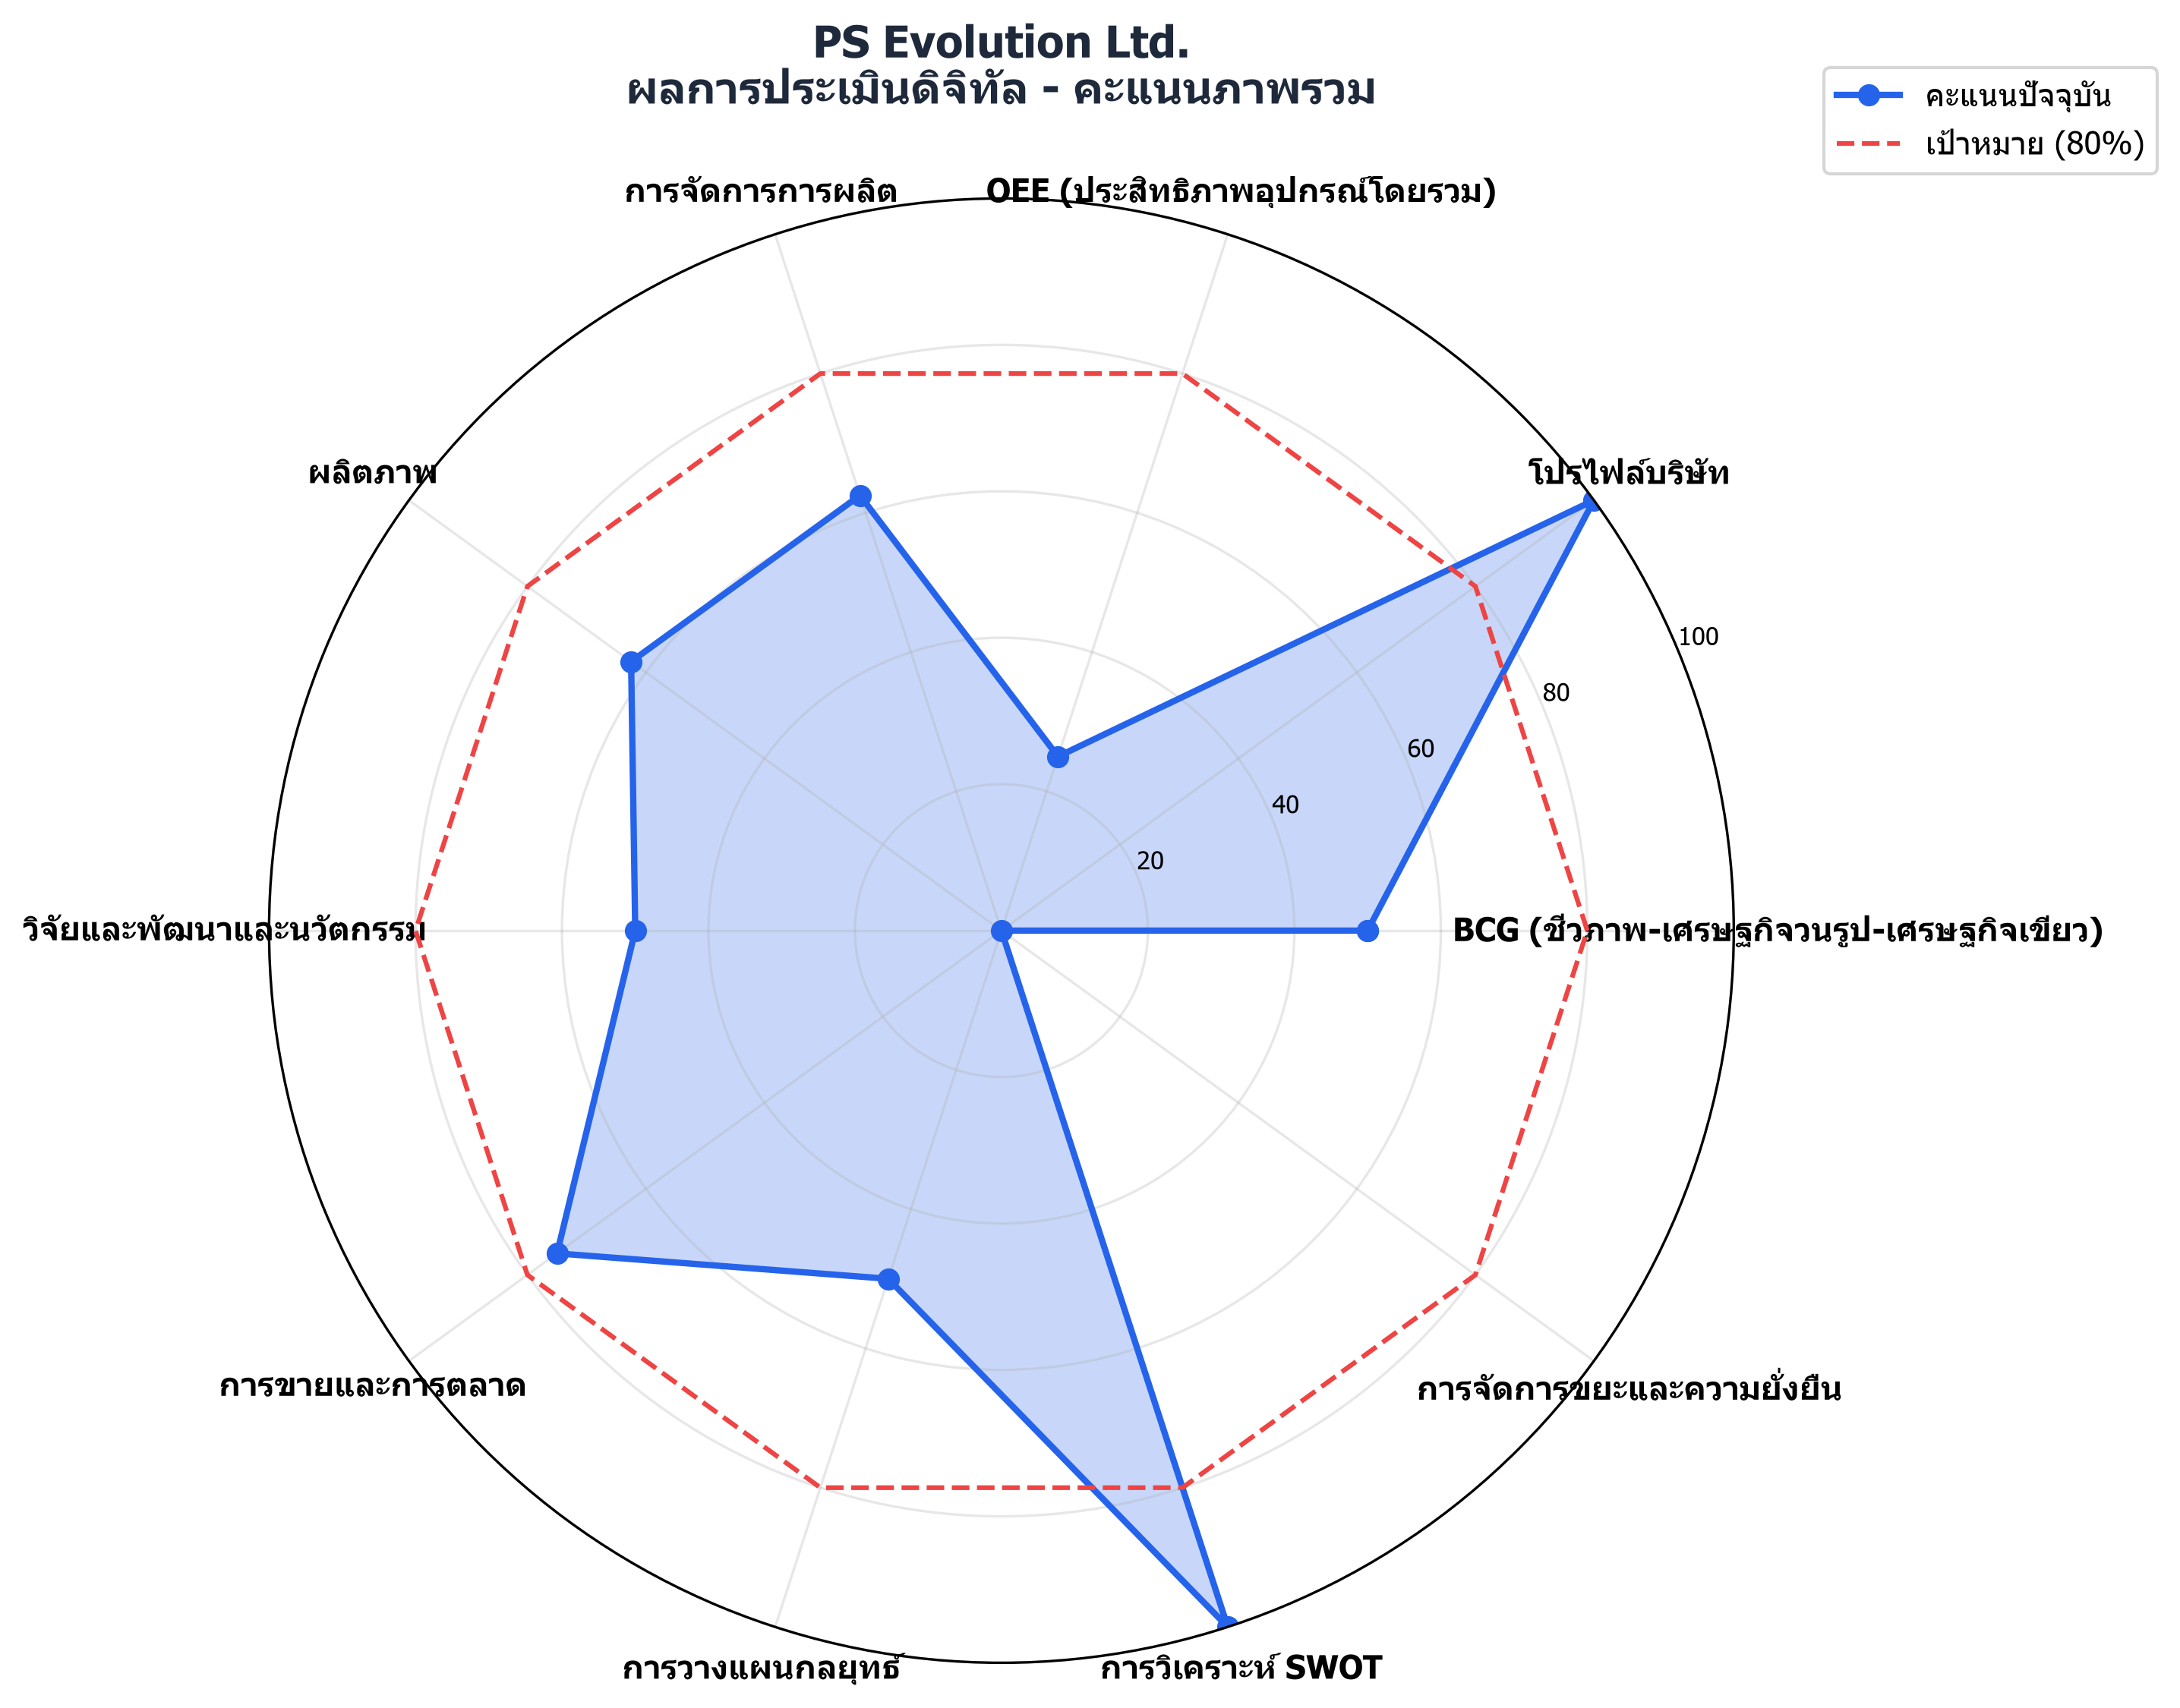 PS Evolution Ltd.
ผลการประเมินดิจิทัล - คะแนนภาพรวม
คะแนนปัจจุบัน
เป้าหมาย (80%)
การจัดการการผลิต
OEE (ประสิทธิภาพอุปกรณ์โดยรวม)
ผลิตภาพ
โปรไฟล์บริษัท
100
80
60
40
20
วิจัยและพัฒนาและนวัตกรรม
BCG (ชีวภาพ-เศรษฐกิจวนรูป-เศรษฐกิจเขียว)
การขายและการตลาด
การจัดการขยะและความยั่งยืน
การวางแผนกลยุทธ์
การวิเคราะห์ SWOT